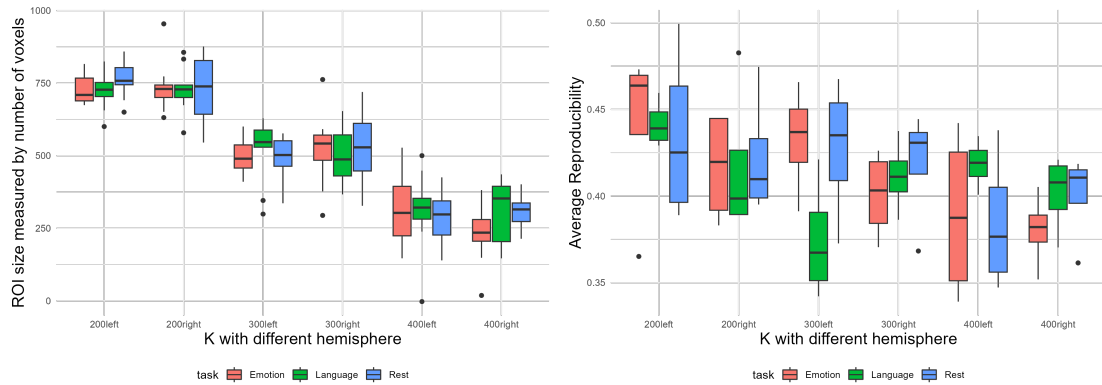 ROI size measured by number of voxels
1000
750
500
250
0
200left 200right 300left 300right 400left 400right
K with different hemisphere
task Emotion Language Rest
Average Reproducibility
0.50
0.45
0.40
0.35
200left 200right 300left 300right 400left 400right
K with different hemisphere
task Emotion Language Rest